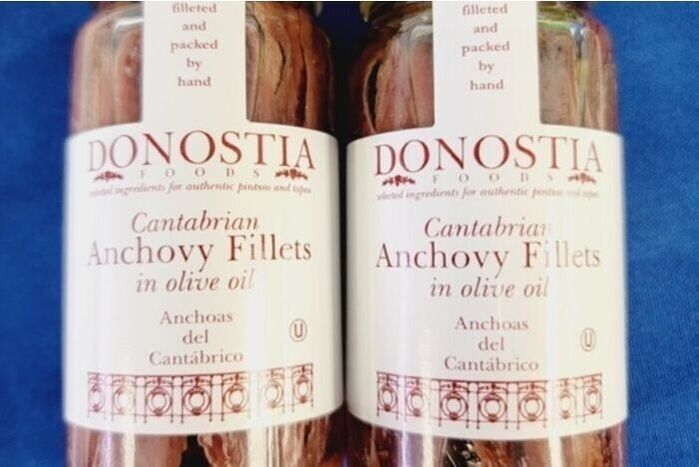 filleted
and
packed
by
hand
DONOSTIA
FOODS
selected ingredients for authentic pintxos and tapas
Cantabrian
Anchovy Fillets
in olive oil
Anchoas
del
Cantábrico
U
filleted
and
packed
by
hand
DONOSTIA
FOODS
selected ingredients for authentic pintxos and tapas
Cantabrian
Anchovy Fillets
in olive oil
Anchoas
del
Cantábrico
U